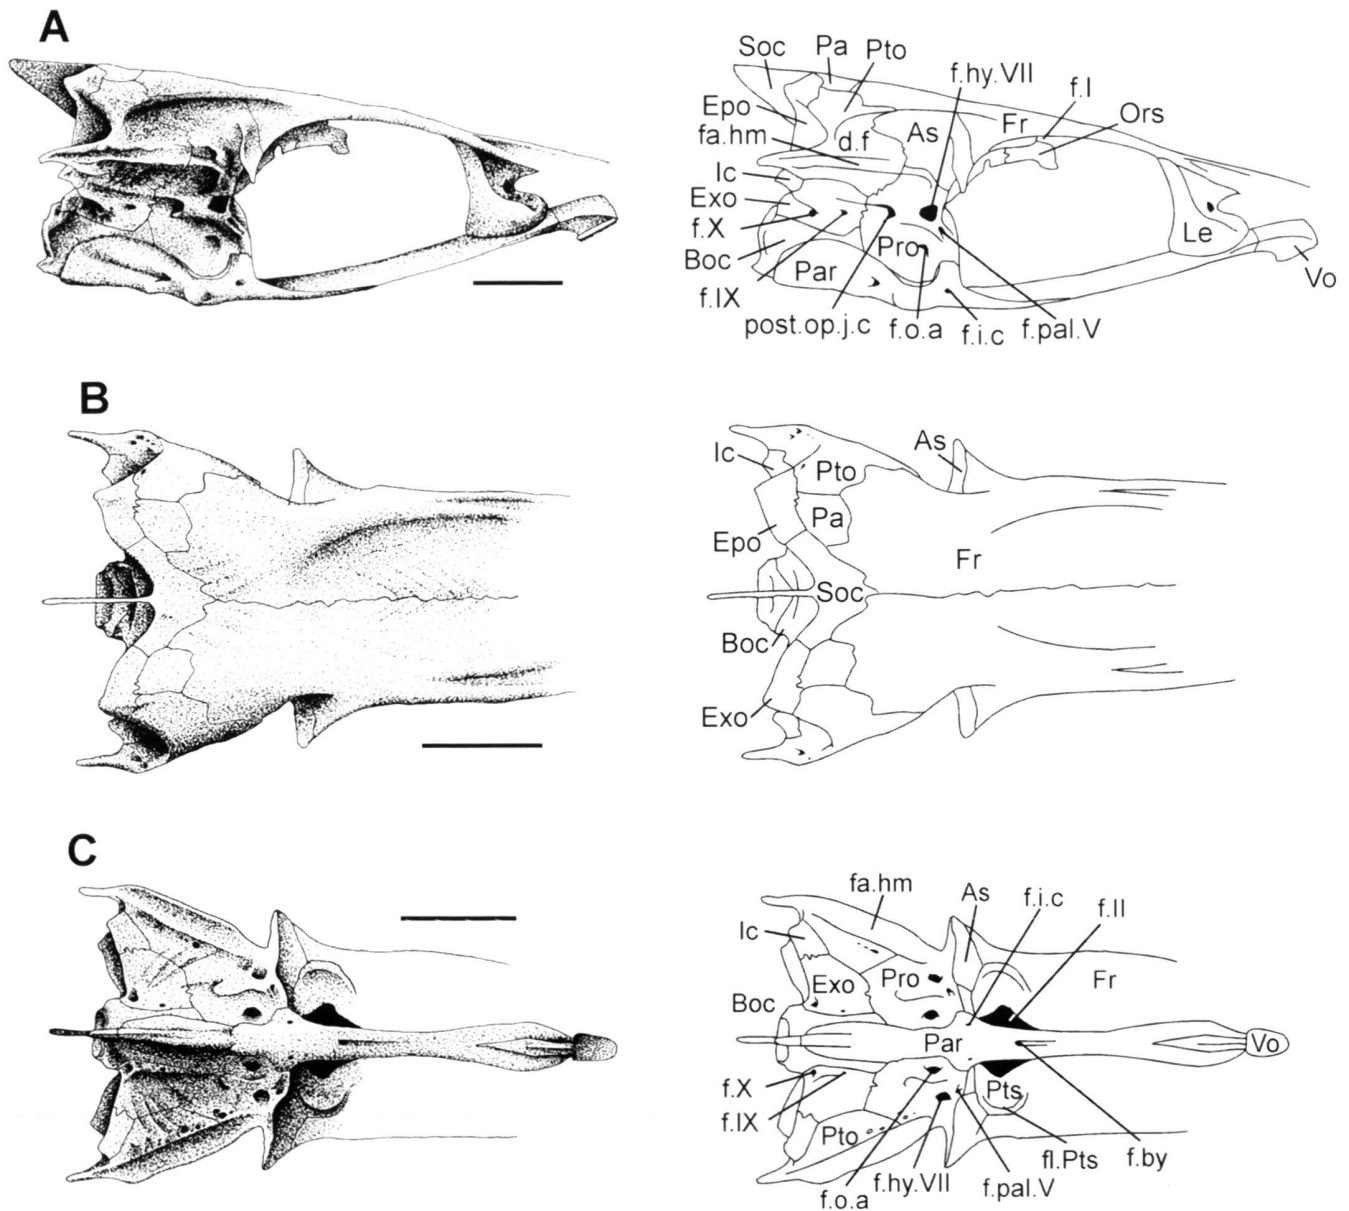 A
Soc
Pa
Pto
f.hy.VII
f.I
Ors
Epo
fa.hm
d.f
As
Fr
Ic
Exo
f.X
Boc
Par
Pro
Le
Vo
f.IX
post.op.j.c
f.o.a
f.i.c
f.pal.V
B
Ic
Pto
As
Pa
Epo
Fr
Soc
Boc
Exo
C
fa.hm
As
f.i.c
f.II
Ic
Exo
Pro
Fr
Boc
Par
Vo
f.X
f.IX
Pts
Pto
f.o.a
f.hy.VII
f.pal.V
fl.Pts
f.by